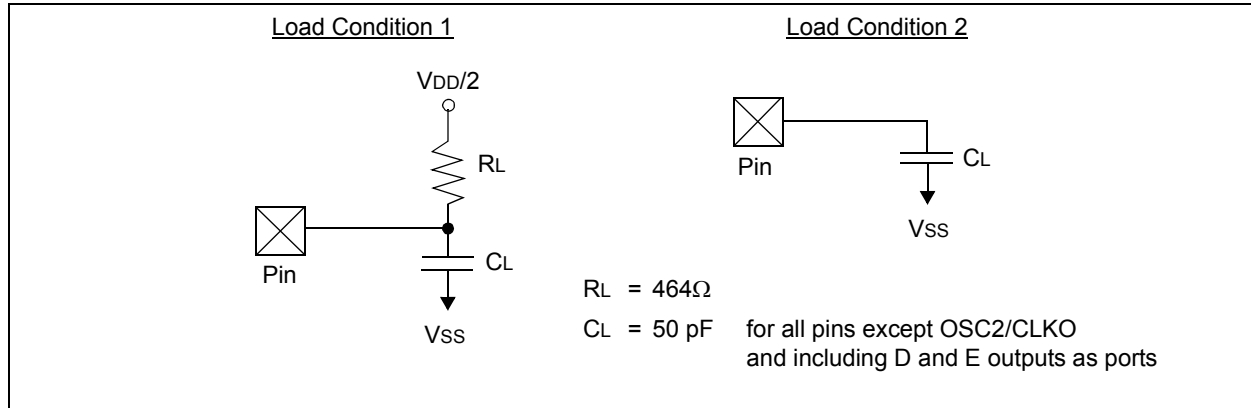 Load Condition 1
VDD/2
RL
Pin
CL
VSS
Load Condition 2
Pin
CL
VSS
RL = 464Ω
CL = 50 pF for all pins except OSC2/CLKO
and including D and E outputs as ports